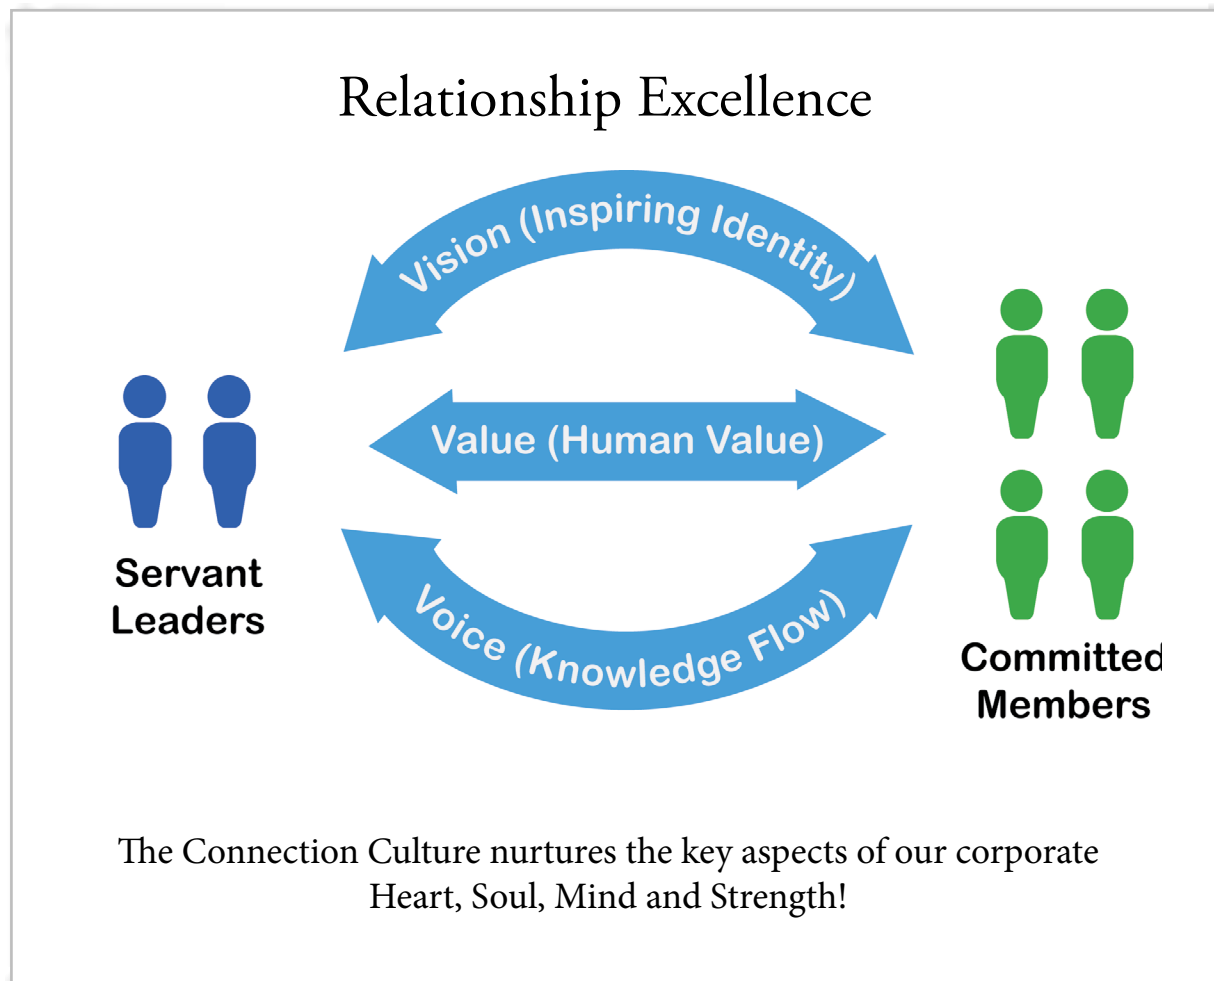 Relationship Excellence
Vision (Inspiring Identity)
Value (Human Value)
Voice (Knowledge Flow)
Servant
Leaders
Committed
Members
The Connection Culture nurtures the key aspects of our corporate
Heart, Soul, Mind and Strength!